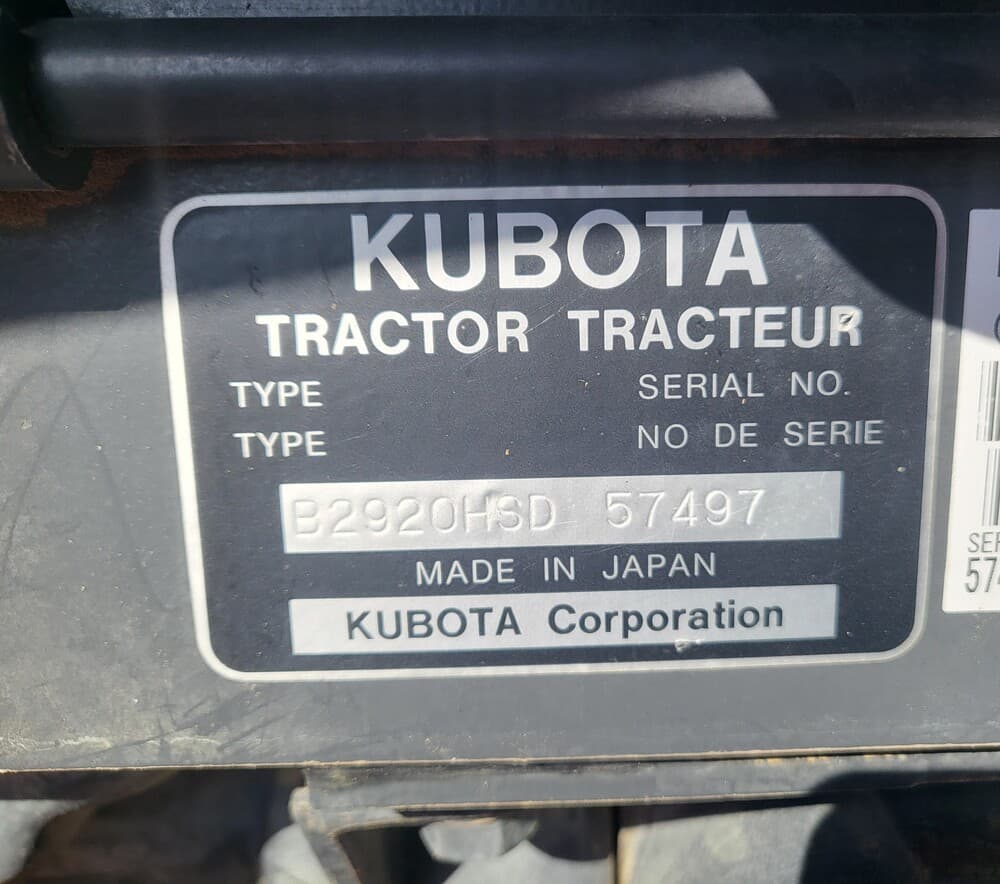 KUBOTA
TRACTOR TRACTEUR
TYPE SERIAL NO.
TYPE NO DE SERIE
B2920HSD 57497
MADE IN JAPAN
KUBOTA Corporation